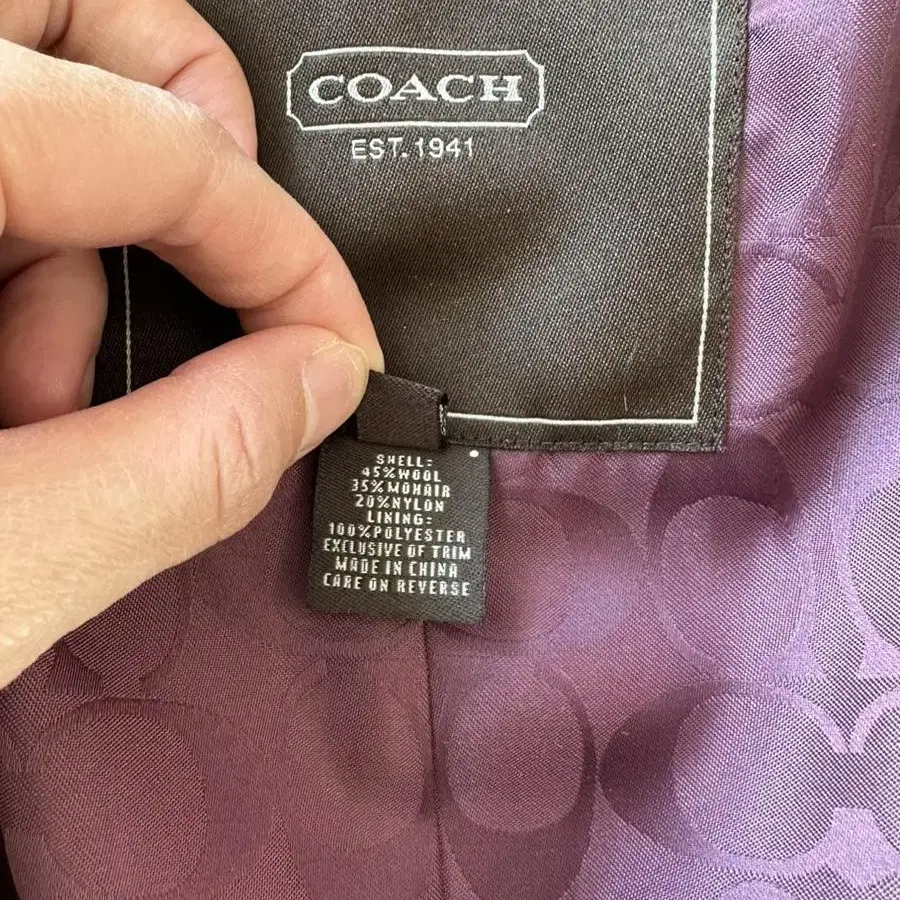 COACH
EST. 1941
SHELL:
45%WOOL
35%MOHAIR
20%NYLON
LINING:
100%POLYESTER
EXCLUSIVE OF TRIM
MADE IN CHINA
CARE ON REVERSE